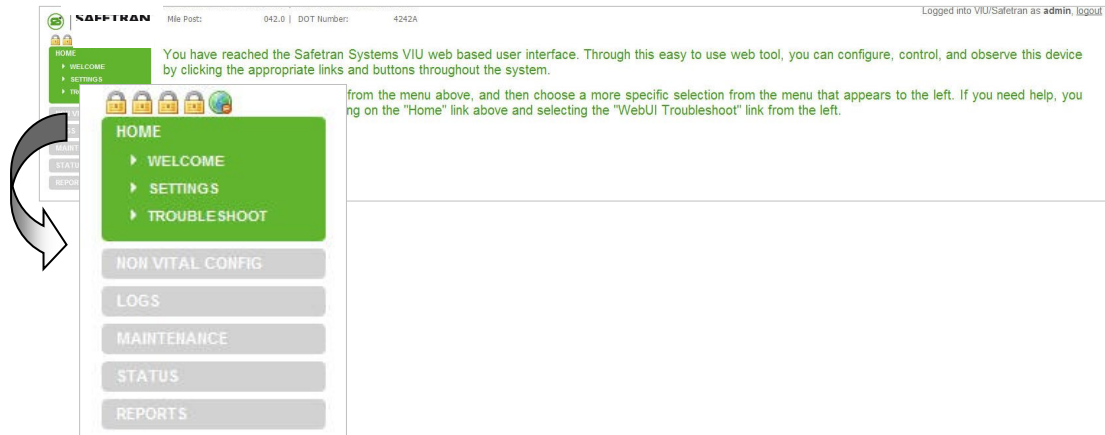 SAFETRAN
Mile Post: 042.0 | DOT Number: 4242A
Logged into VIU/Safetran as admin, logout
HOME
WELCOME
SETTINGS
You have reached the Safetran Systems VIU web based user interface. Through this easy to use web tool, you can configure, control, and observe this device
by clicking the appropriate links and buttons throughout the system.
from the menu above, and then choose a more specific selection from the menu that appears to the left. If you need help, you
ng on the "Home" link above and selecting the "WebUI Troubleshoot" link from the left.
HOME
WELCOME
SETTINGS
TROUBLESHOOT
NON VITAL CONFIG
LOGS
MAINTENANCE
STATUS
REPORTS